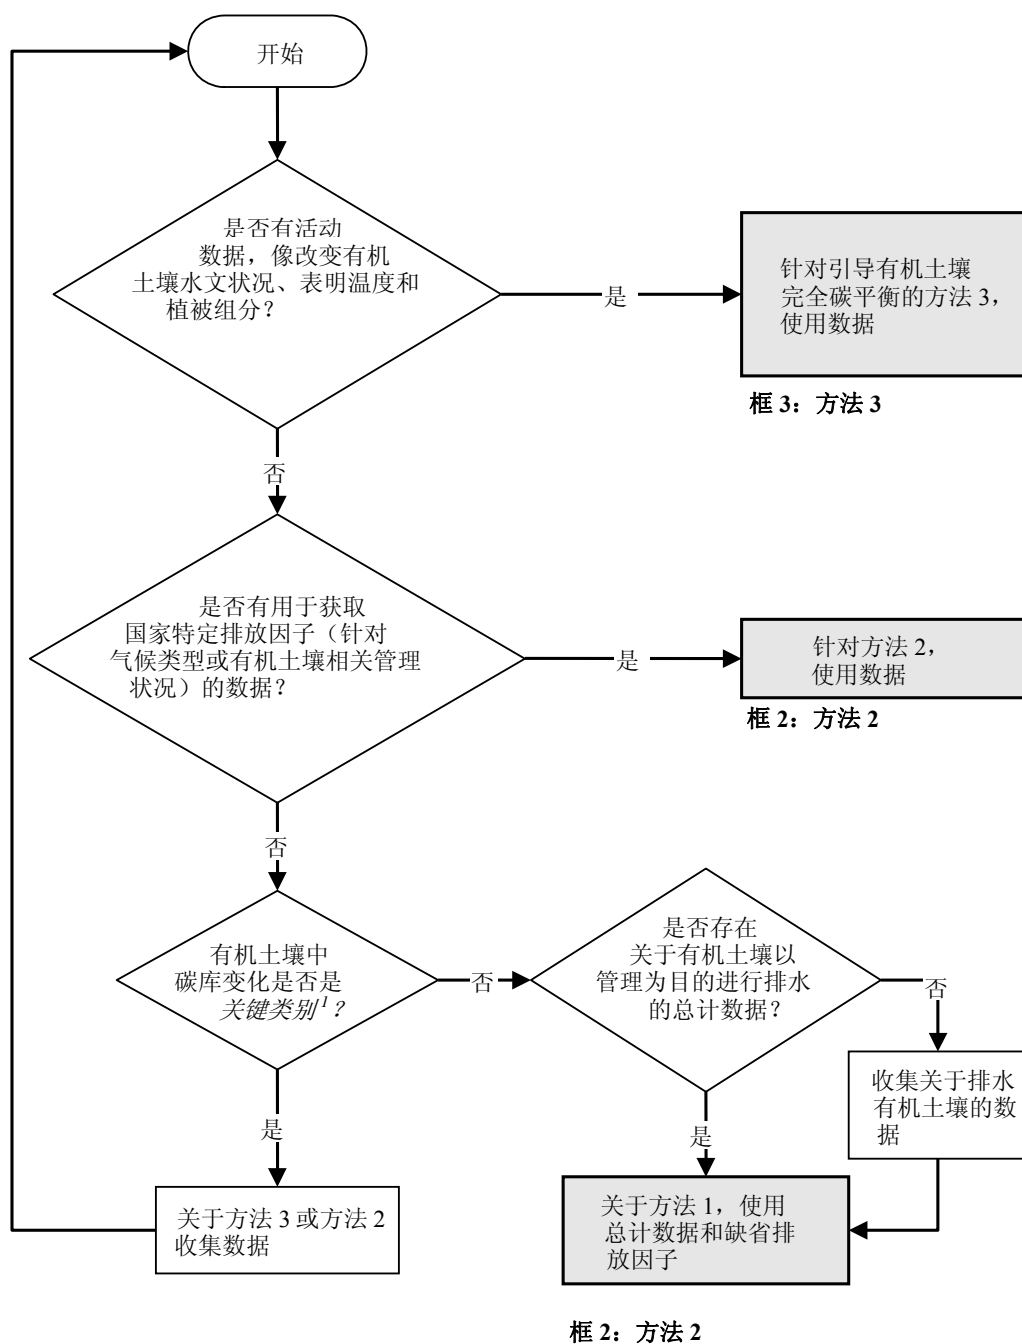 开始
是否有活动
数据，像改变有机
土壤水文状况、表明温度和
植被组分？
是
针对引导有机土壤
完全碳平衡的方法 3，
使用数据
框 3：方法 3
否
是否有用于获取
国家特定排放因子（针对
气候类型或有机土壤相关管理
状况）的数据？
是
针对方法 2，
使用数据
框 2：方法 2
否
有机土壤中
碳库变化是否是
关键类别1？
否
是否存在
关于有机土壤以
管理为目的进行排水
的总计数据？
否
收集关于排水
有机土壤的数
据
是
是
关于方法 3 或方法 2
收集数据
关于方法 1，使用
总计数据和缺省排
放因子
框 2：方法 2